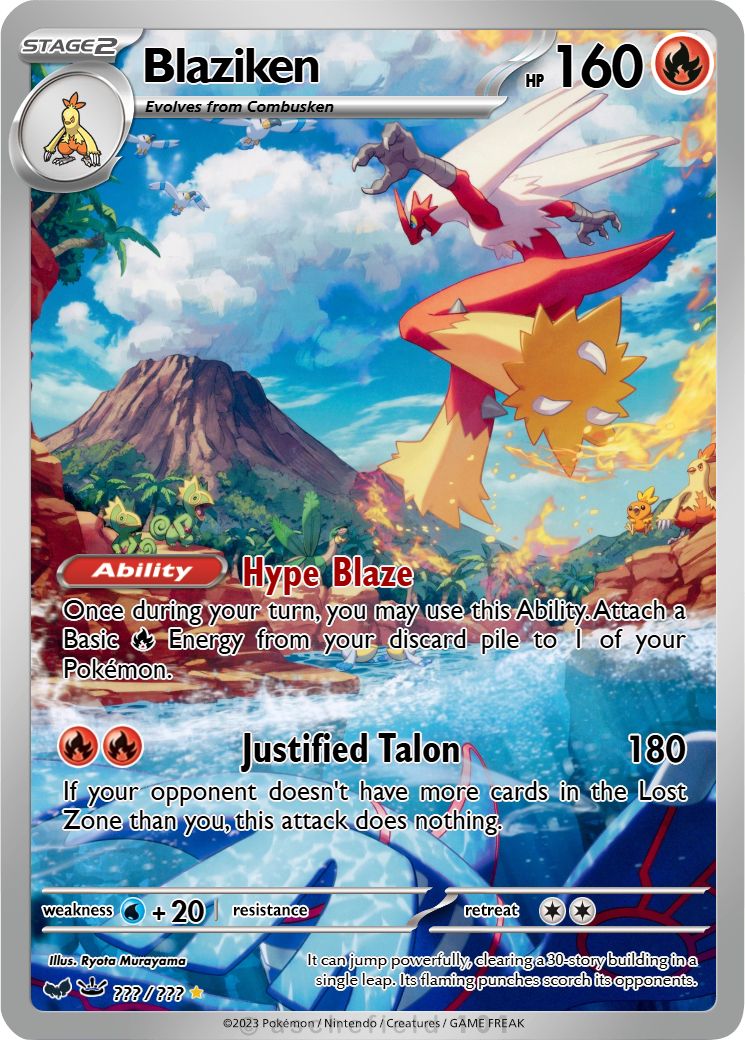 STAGE2
Blaziken
HP 160
Evolves from Combusken
Ability Hype Blaze
Once during your turn, you may use this Ability. Attach a
Basic Energy from your discard pile to 1 of your
Pokémon.
Justified Talon 180
If your opponent doesn't have more cards in the Lost
Zone than you, this attack does nothing.
weakness + 20 resistance retreat
Illus. Ryota Murayama
It can jump powerfully, clearing a 30-story building in a
single leap. Its flaming punches scorch its opponents.
??? / ???
©2023 Pokémon / Nintendo / Creatures / GAME FREAK